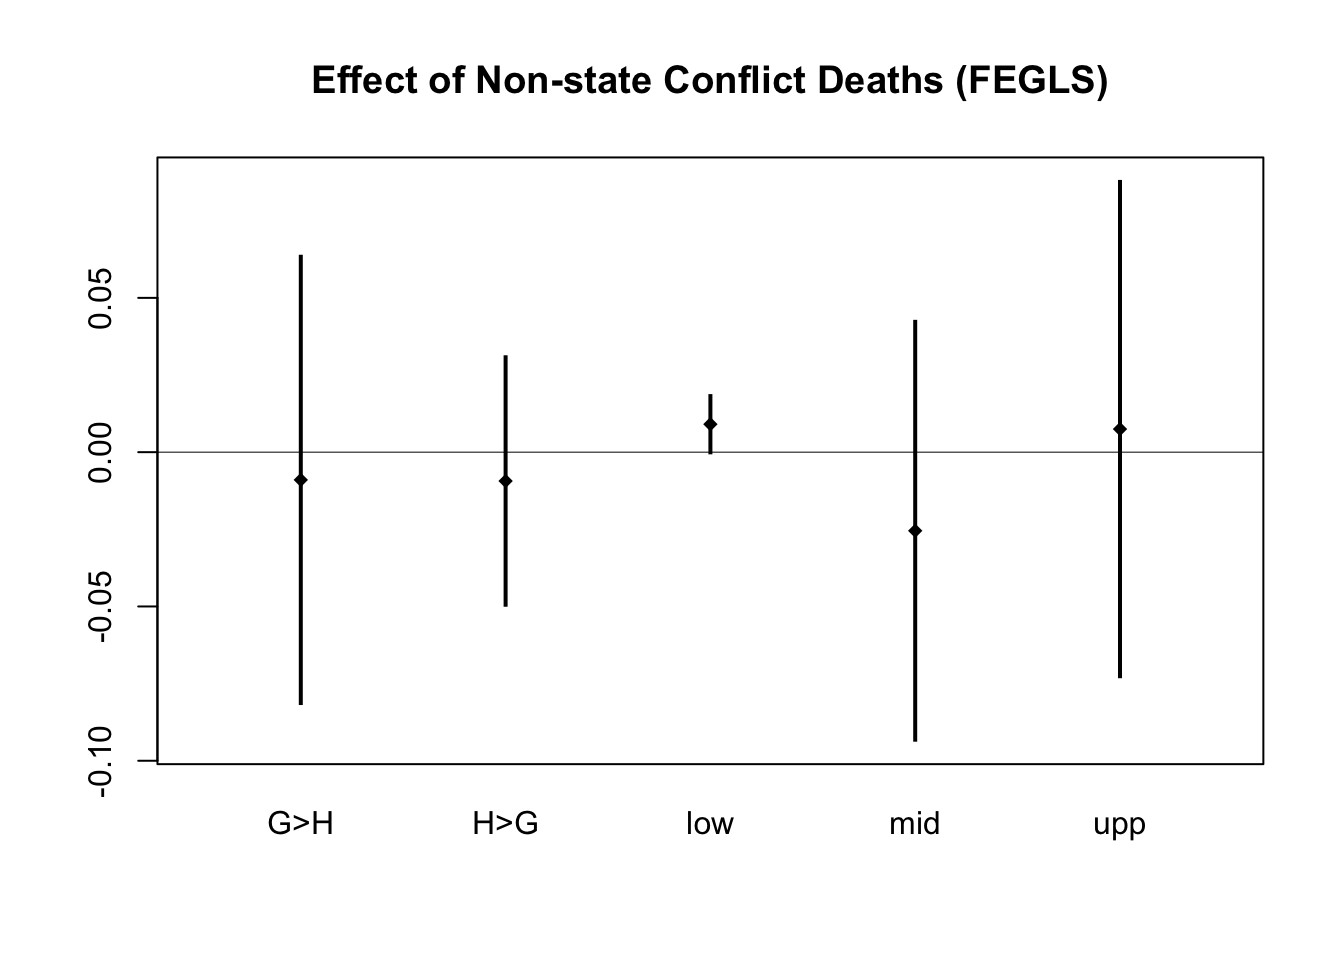 Effect of Non-state Conflict Deaths (FEGLS)
0.05
0.00
-0.05
-0.10
G>H H>G low mid upp